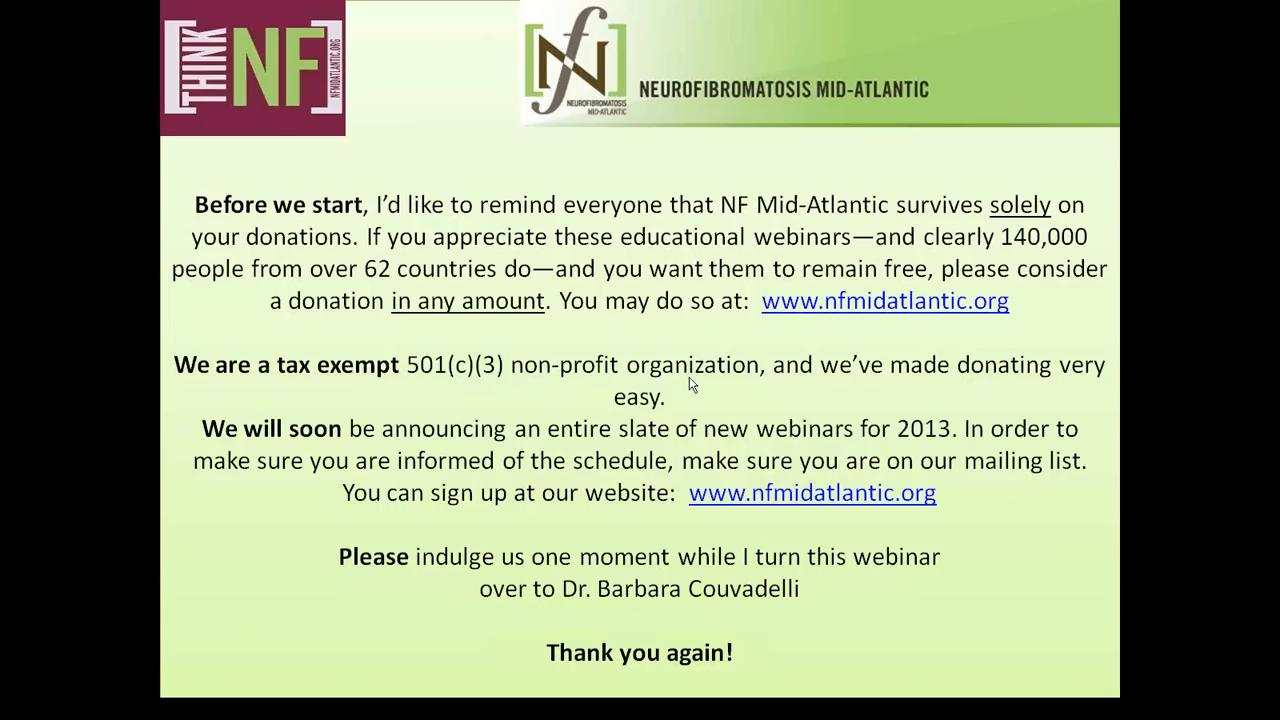 [THINK NF]
NFMIDATLANTIC.ORG
NF
NEUROFIBROMATOSIS
MID-ATLANTIC
NEUROFIBROMATOSIS MID-ATLANTIC
Before we start, I’d like to remind everyone that NF Mid-Atlantic survives solely on
your donations. If you appreciate these educational webinars—and clearly 140,000
people from over 62 countries do—and you want them to remain free, please consider
a donation in any amount. You may do so at: www.nfmidatlantic.org
We are a tax exempt 501(c)(3) non-profit organization, and we’ve made donating very
easy.
We will soon be announcing an entire slate of new webinars for 2013. In order to
make sure you are informed of the schedule, make sure you are on our mailing list.
You can sign up at our website: www.nfmidatlantic.org
Please indulge us one moment while I turn this webinar
over to Dr. Barbara Couvadelli
Thank you again!